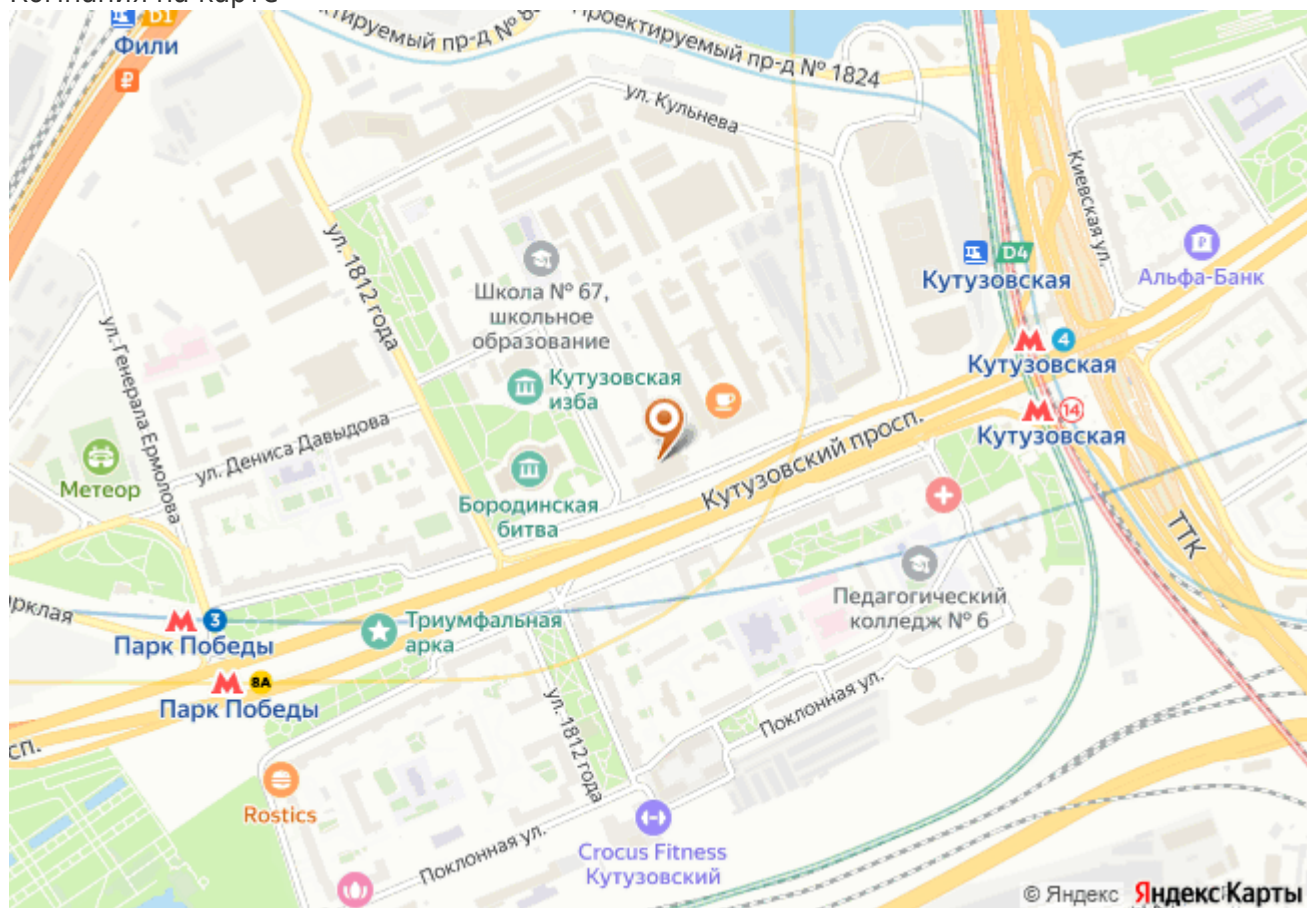 Компания на карте
D1
Фили
Проектируемый пр-д № 1824
ул. Кульнева
Киевская ул.
ул. 1812 года
Школа № 67,
школьное
образование
D4
Кутузовская
Альфа-Банк
4
Кутузовская
14
Кутузовская
ул. Генерала Ермолова
Кутузовская
изба
ул. Дениса Давыдова
Кутузовский просп.
Метеор
Бородинская
битва
ТТК
Педагогический
колледж № 6
3
Парк Победы
Триумфальная
арка
8А
Парк Победы
ул. 1812 года
Поклонная ул.
Rostics
Поклонная ул.
Crocus Fitness
Кутузовский
© Яндекс Яндекс Карты